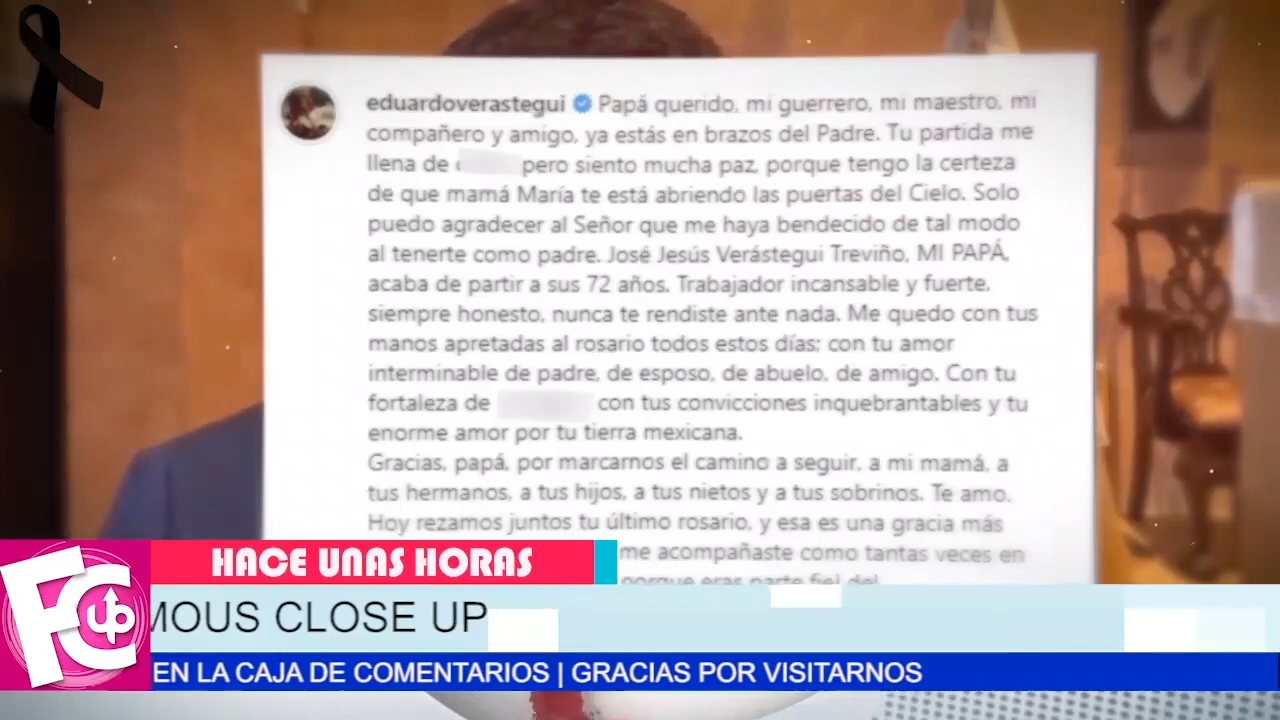 eduardoverastegui Papá querido, mi guerrero, mi maestro, mi
compañero y amigo, ya estás en brazos del Padre. Tu partida me
llena de pero siento mucha paz, porque tengo la certeza
de que mamá María te está abriendo las puertas del Cielo. Solo
puedo agradecer al Señor que me haya bendecido de tal modo
al tenerte como padre. José Jesús Verástegui Treviño, MI PAPÁ,
acaba de partir a sus 72 años. Trabajador incansable y fuerte,
siempre honesto, nunca te rendiste ante nada. Me quedo con tus
manos apretadas al rosario todos estos días; con tu amor
interminable de padre, de esposo, de abuelo, de amigo. Con tu
fortaleza de con tus convicciones inquebrantables y tu
enorme amor por tu tierra mexicana.
Gracias, papá, por marcarnos el camino a seguir, a mi mamá, a
tus hermanos, a tus hijos, a tus nietos y a tus sobrinos. Te amo.
Hoy rezamos juntos tu último rosario, y esa es una gracia más
me acompañaste como tantas veces en
porque eras parte fiel del
HACE UNAS HORAS
FC up
MOUS CLOSE UP
EN LA CAJA DE COMENTARIOS | GRACIAS POR VISITARNOS